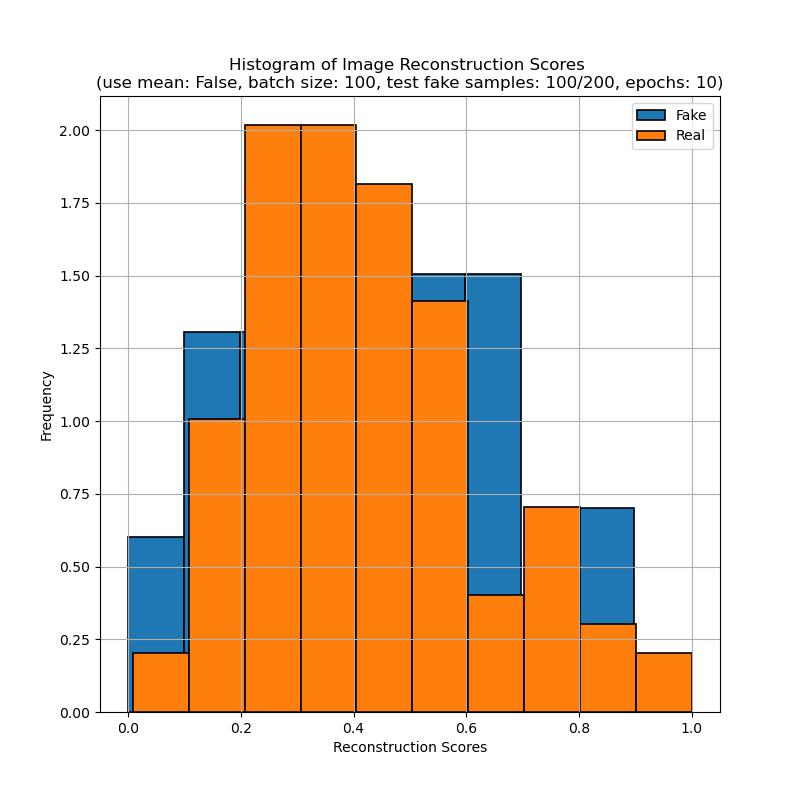 Histogram of Image Reconstruction Scores
(use mean: False, batch size: 100, test fake samples: 100/200, epochs: 10)
Fake
Real
2.00
1.75
1.50
1.25
1.00
0.75
0.50
0.25
0.00
Frequency
0.0 0.2 0.4 0.6 0.8 1.0
Reconstruction Scores